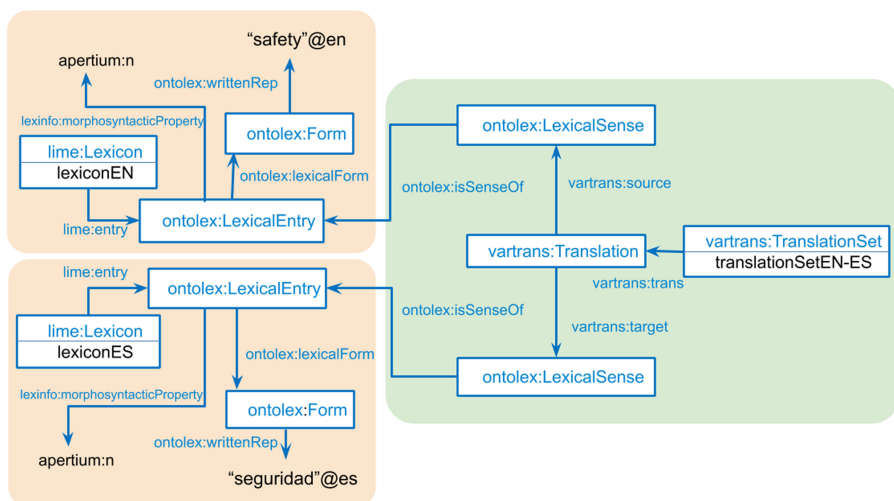 “safety”@en
apertium:n
ontolex:writtenRep
lexinfo:morphosyntacticProperty
ontolex:Form
lime:Lexicon
lexiconEN
ontolex:lexicalForm
lime:entry
ontolex:LexicalEntry
lime:entry
ontolex:LexicalEntry
lime:Lexicon
lexiconES
ontolex:lexicalForm
lexinfo:morphosyntacticProperty
ontolex:Form
ontolex:writtenRep
apertium:n
“seguridad”@es
ontolex:LexicalSense
ontolex:isSenseOf
vartrans:source
vartrans:Translation
vartrans:TranslationSet
translationSetEN-ES
vartrans:trans
ontolex:isSenseOf
vartrans:target
ontolex:LexicalSense